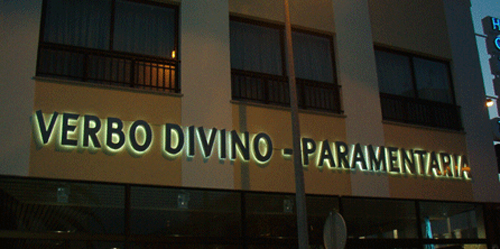 VERBO DIVINO - PARAMENTARIA